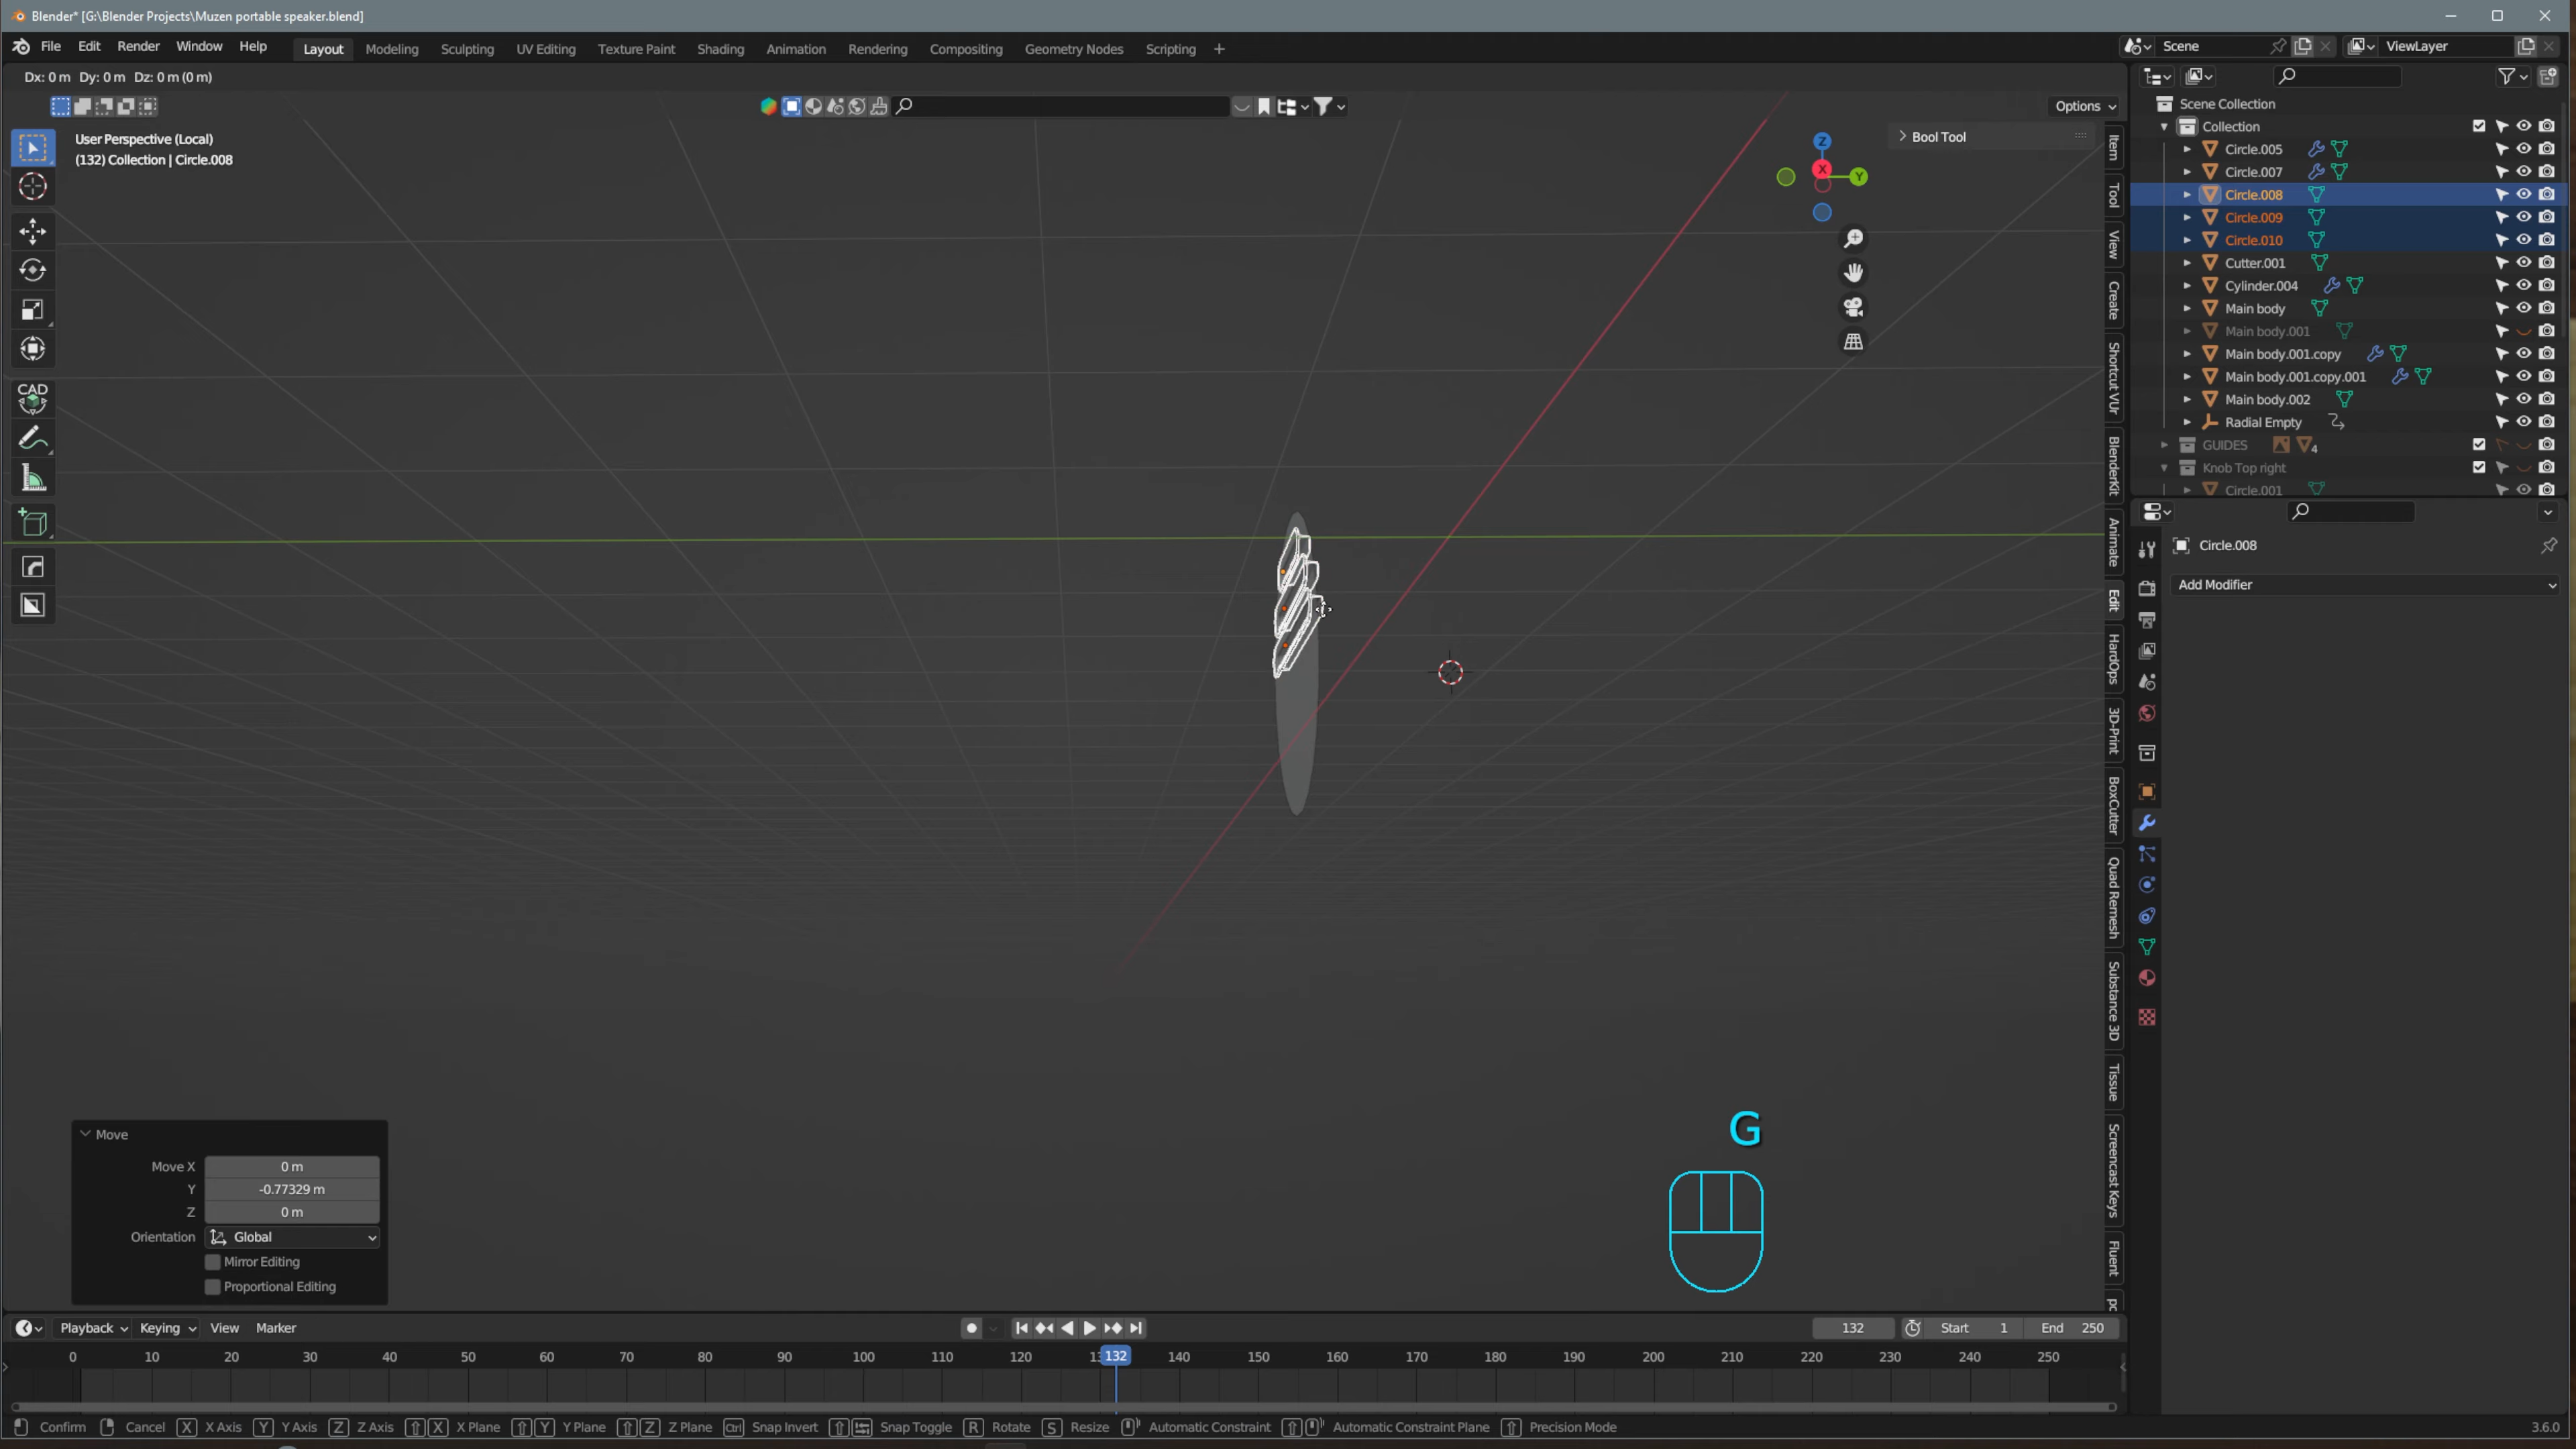 Blender* [G:\Blender Projects\Muzen portable speaker.blend]
File Edit Render Window Help
Layout Modeling Sculpting UV Editing Texture Paint Shading Animation Rendering Compositing Geometry Nodes Scripting +
Scene
ViewLayer
Dx: 0 m Dy: 0 m Dz: 0 m (0 m)
Options
User Perspective (Local)
(132) Collection | Circle.008
Z
X
Y
Bool Tool
Item
Tool
View
Create
Shortcut VUr
BlenderKit
Animate
Edit
HardOps
3D-Print
BoxCutter
Quad Remesh
Substance 3D
Tissue
Screencast Keys
Fluent
CAD
Scene Collection
Collection
Circle.005
Circle.007
Circle.008
Circle.009
Circle.010
Cutter.001
Cylinder.004
Main body
Main body.001
Main body.001.copy
Main body.001.copy.001
Main body.002
Radial Empty
GUIDES 4
Knob Top right
Circle.001
Circle.008
Add Modifier
G
Move
Move X 0 m
Y -0.77329 m
Z 0 m
Orientation Global
Mirror Editing
Proportional Editing
Playback Keying View Marker
132 Start 1 End 250
0 10 20 30 40 50 60 70 80 90 100 110 120 132 140 150 160 170 180 190 200 210 220 230 240 250
Confirm Cancel X X Axis Y Y Axis Z Z Axis X X Plane Y Y Plane Z Z Plane Ctrl Snap Invert Snap Toggle R Rotate S Resize Automatic Constraint Automatic Constraint Plane Precision Mode
3.6.0